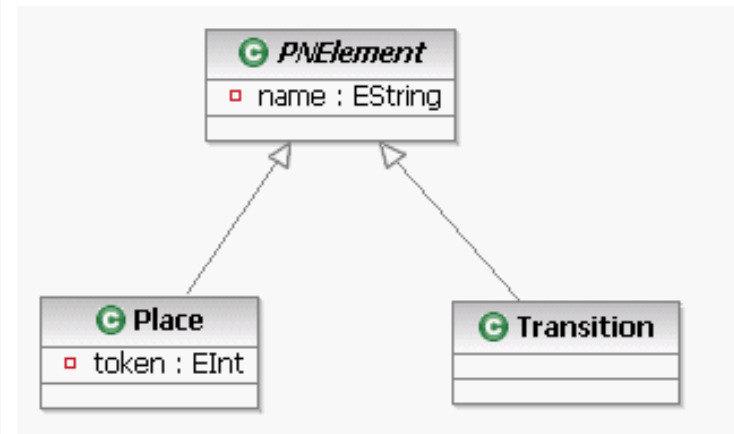 C PNElement
name : EString
C Place
token : EInt
C Transition